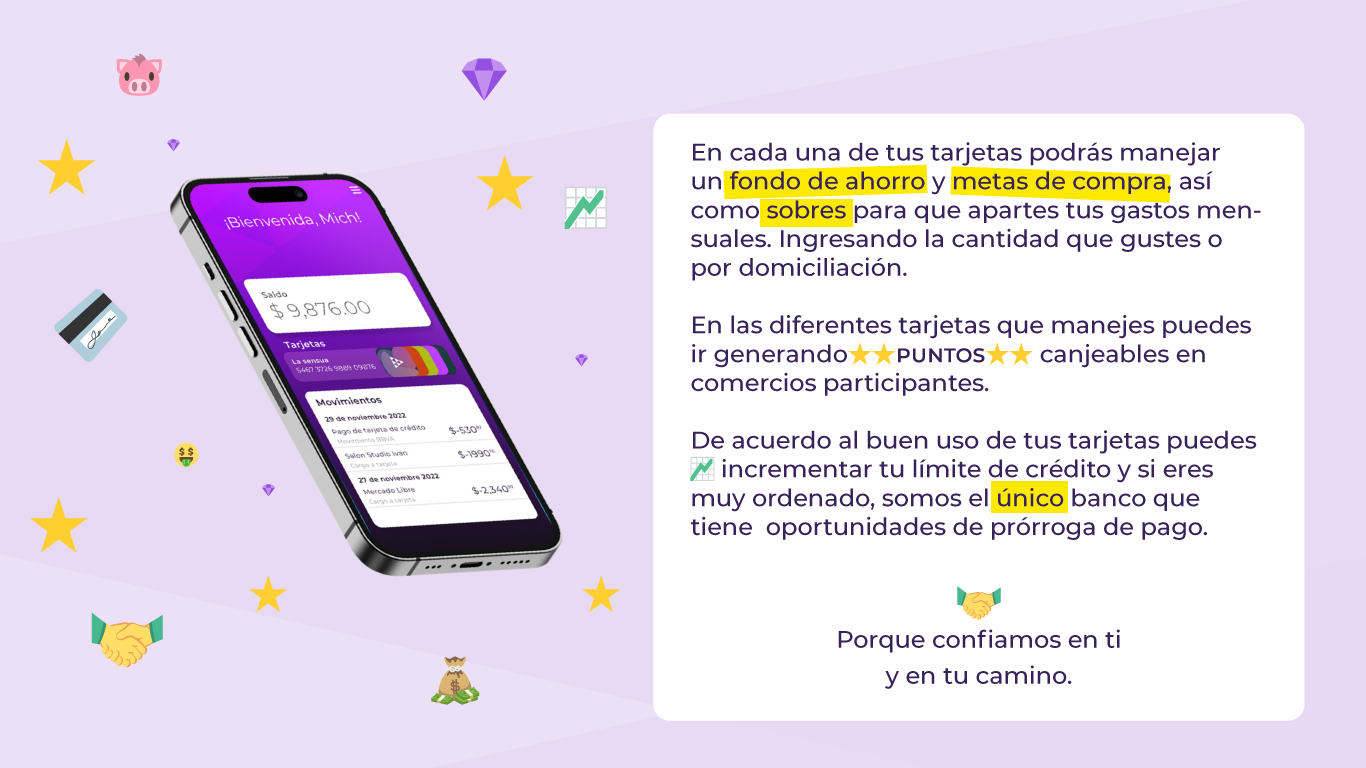 ¡Bienvenida, Mich!
Saldo
$ 9,876.00
Tarjetas
La sensua
5467 3726 9889 09876
Movimientos
29 de noviembre 2022
Pago de tarjeta de crédito
Movimiento BBVA
$-530
Salon Studio Ivan
Cargo a tarjeta
$-1990
27 de noviembre 2022
Mercado Libre
Cargo a tarjeta
$-2,340
En cada una de tus tarjetas podrás manejar
un fondo de ahorro y metas de compra, así
como sobres para que apartes tus gastos men-
suales. Ingresando la cantidad que gustes o
por domiciliación.
En las diferentes tarjetas que manejes puedes
ir generando⭐⭐PUNTOS⭐⭐ canjeables en
comercios participantes.
De acuerdo al buen uso de tus tarjetas puedes
incrementar tu límite de crédito y si eres
muy ordenado, somos el único banco que
tiene  oportunidades de prórroga de pago.
Porque confiamos en ti
y en tu camino.